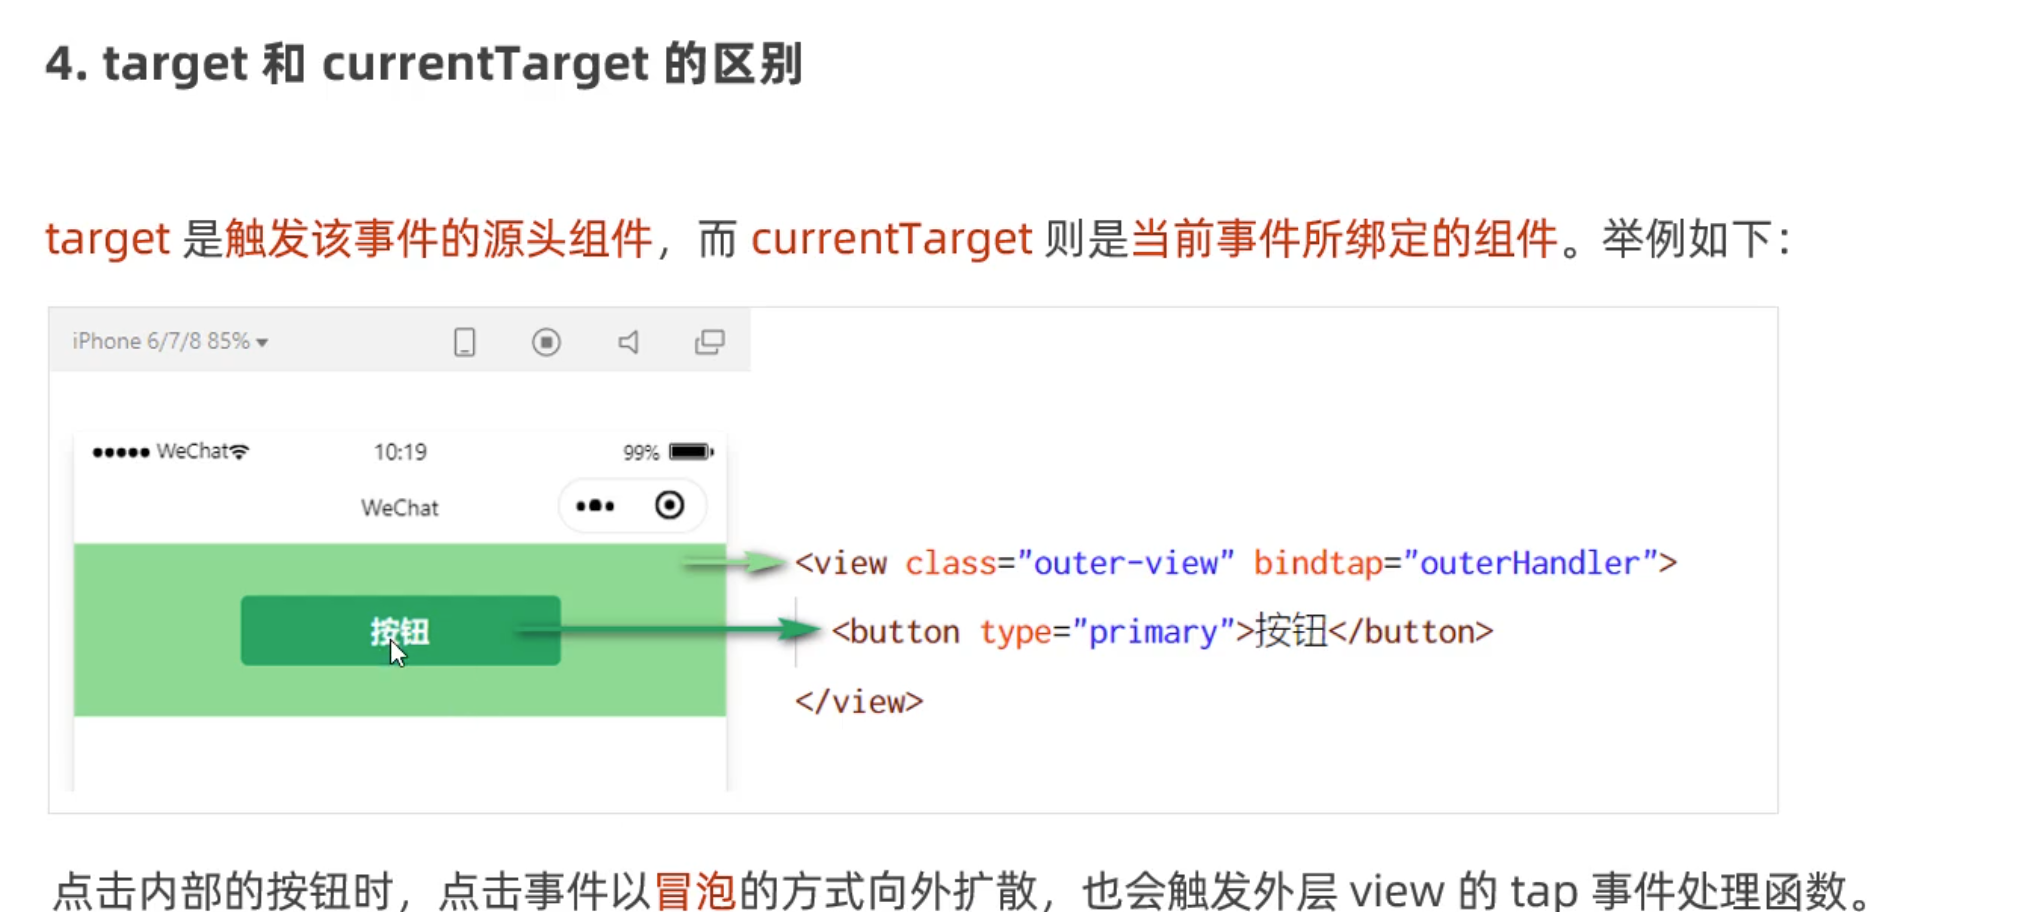 4. target 和 currentTarget 的区别
target 是触发该事件的源头组件，而 currentTarget 则是当前事件所绑定的组件。举例如下：
iPhone 6/7/8 85%
WeChat 10:19 99%
WeChat
按钮
<view class="outer-view" bindtap="outerHandler">
<button type="primary">按钮</button>
</view>
点击内部的按钮时，点击事件以冒泡的方式向外扩散，也会触发外层 view 的 tap 事件处理函数。